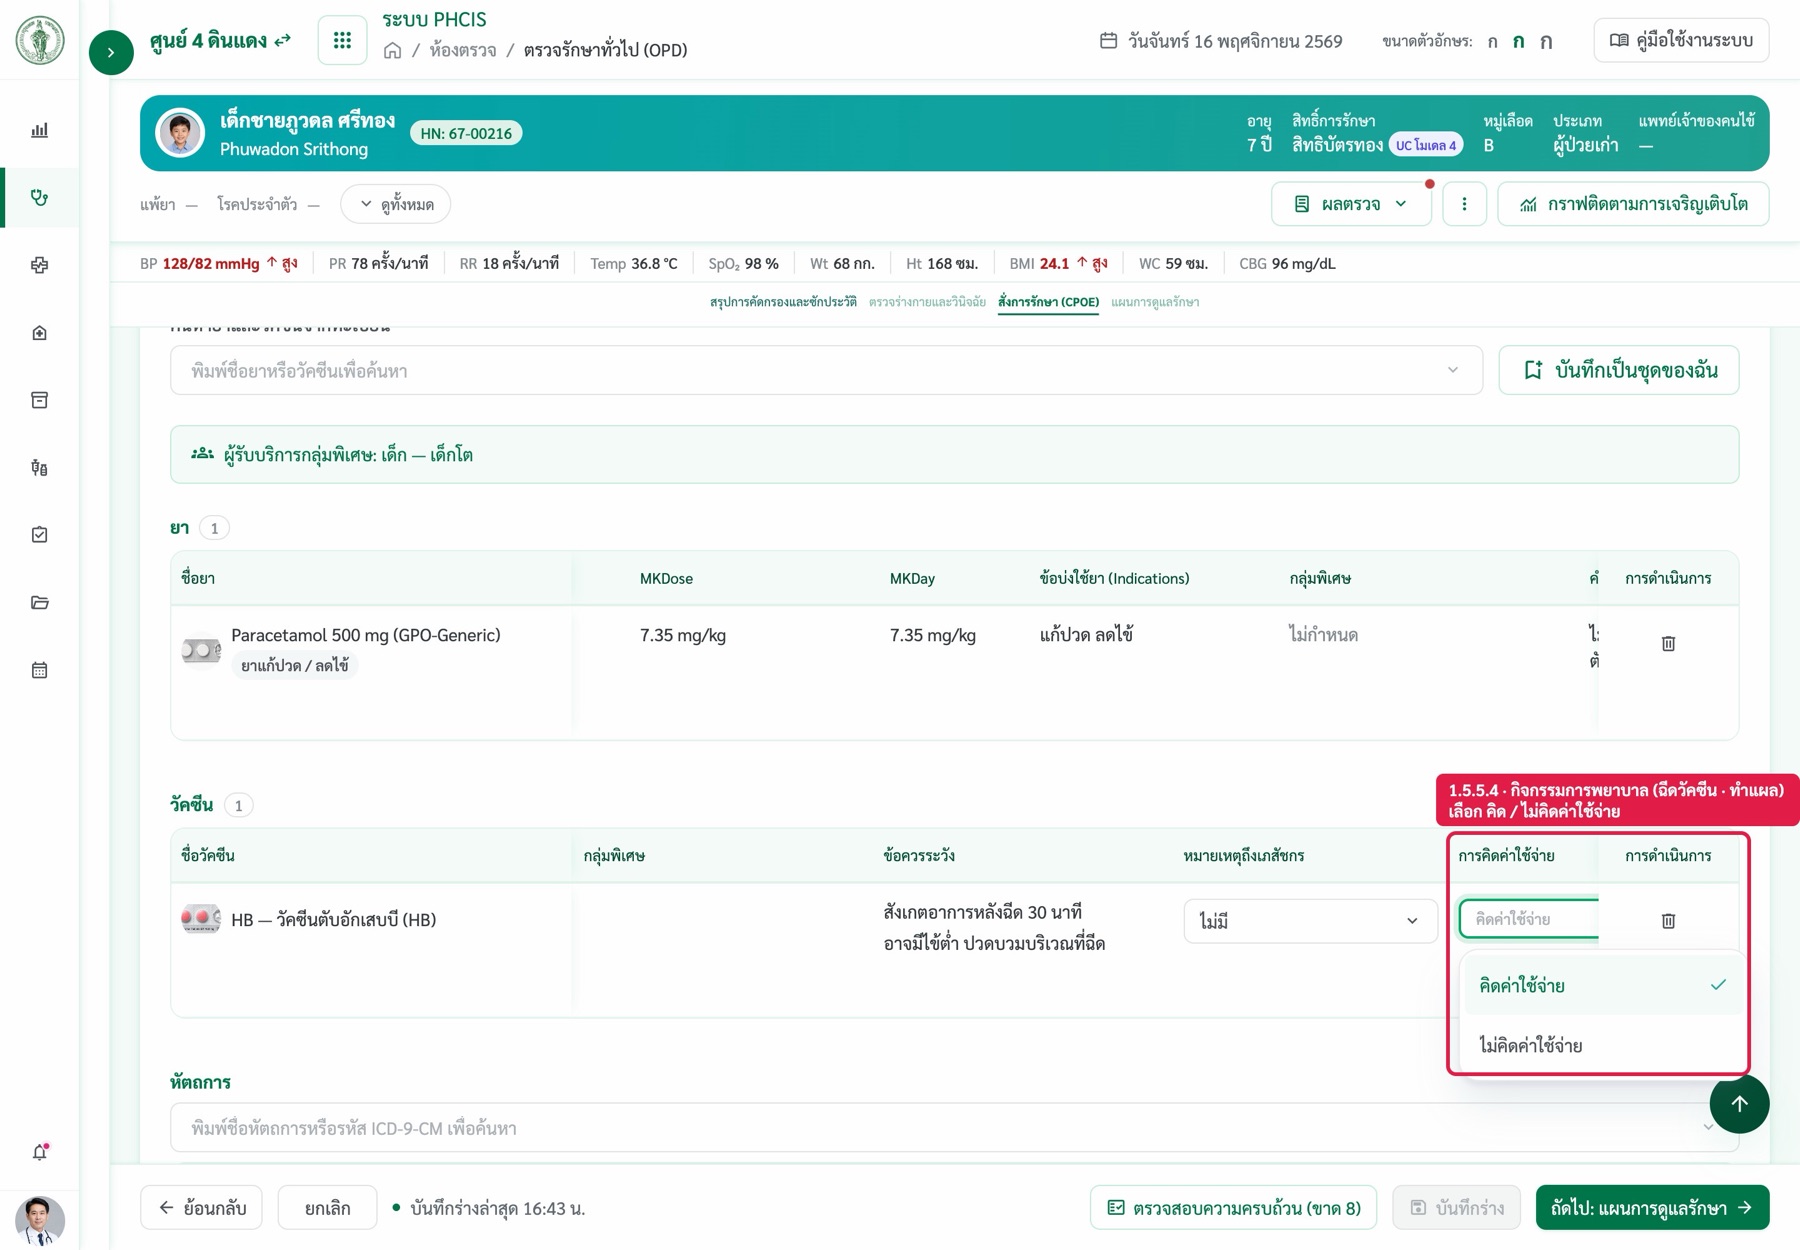 ศูนย์ 4 ดินแดง
ระบบ PHCIS
/ ห้องตรวจ / ตรวจรักษาทั่วไป (OPD)
วันจันทร์ 16 พฤศจิกายน 2569
ขนาดตัวอักษร: ก ก ก
คู่มือใช้งานระบบ
เด็กชายภูวดล ศรีทอง
Phuwadon Srithong
HN: 67-00216
อายุ
7 ปี
สิทธิ์การรักษา
สิทธิบัตรทอง UC โมเดล 4
หมู่เลือด
B
ประเภท
ผู้ป่วยเก่า
แพทย์เจ้าของคนไข้
—
แพ้ยา — โรคประจำตัว — ดูทั้งหมด
ผลตรวจ
กราฟติดตามการเจริญเติบโต
BP 128/82 mmHg ↑ สูง PR 78 ครั้ง/นาที RR 18 ครั้ง/นาที Temp 36.8 °C SpO₂ 98 % Wt 68 กก. Ht 168 ซม. BMI 24.1 ↑ สูง WC 59 ซม. CBG 96 mg/dL
สรุปการคัดกรองและซักประวัติ ตรวจร่างกายและวินิจฉัย สั่งการรักษา (CPOE) แผนการดูแลรักษา
พิมพ์ชื่อยาหรือวัคซีนเพื่อค้นหา
บันทึกเป็นชุดของฉัน
ผู้รับบริการกลุ่มพิเศษ: เด็ก — เด็กโต
ยา 1
ชื่อยา MKDose MKDay ข้อบ่งใช้ยา (Indications) กลุ่มพิเศษ การดำเนินการ
Paracetamol 500 mg (GPO-Generic) 7.35 mg/kg 7.35 mg/kg แก้ปวด ลดไข้ ไม่กำหนด
ยาแก้ปวด / ลดไข้
วัคซีน 1
1.5.5.4 · กิจกรรมการพยาบาล (ฉีดวัคซีน · ทำแผล)
เลือก คิด / ไม่คิดค่าใช้จ่าย
ชื่อวัคซีน กลุ่มพิเศษ ข้อควรระวัง หมายเหตุถึงเภสัชกร การคิดค่าใช้จ่าย การดำเนินการ
HB — วัคซีนตับอักเสบบี (HB)
สังเกตอาการหลังฉีด 30 นาที
อาจมีไข้ต่ำ ปวดบวมบริเวณที่ฉีด
ไม่มี
คิดค่าใช้จ่าย
คิดค่าใช้จ่าย
ไม่คิดค่าใช้จ่าย
หัตถการ
พิมพ์ชื่อหัตถการหรือรหัส ICD-9-CM เพื่อค้นหา
ย้อนกลับ
ยกเลิก
บันทึกร่างล่าสุด 16:43 น.
ตรวจสอบความครบถ้วน (ขาด 8)
บันทึกร่าง
ถัดไป: แผนการดูแลรักษา